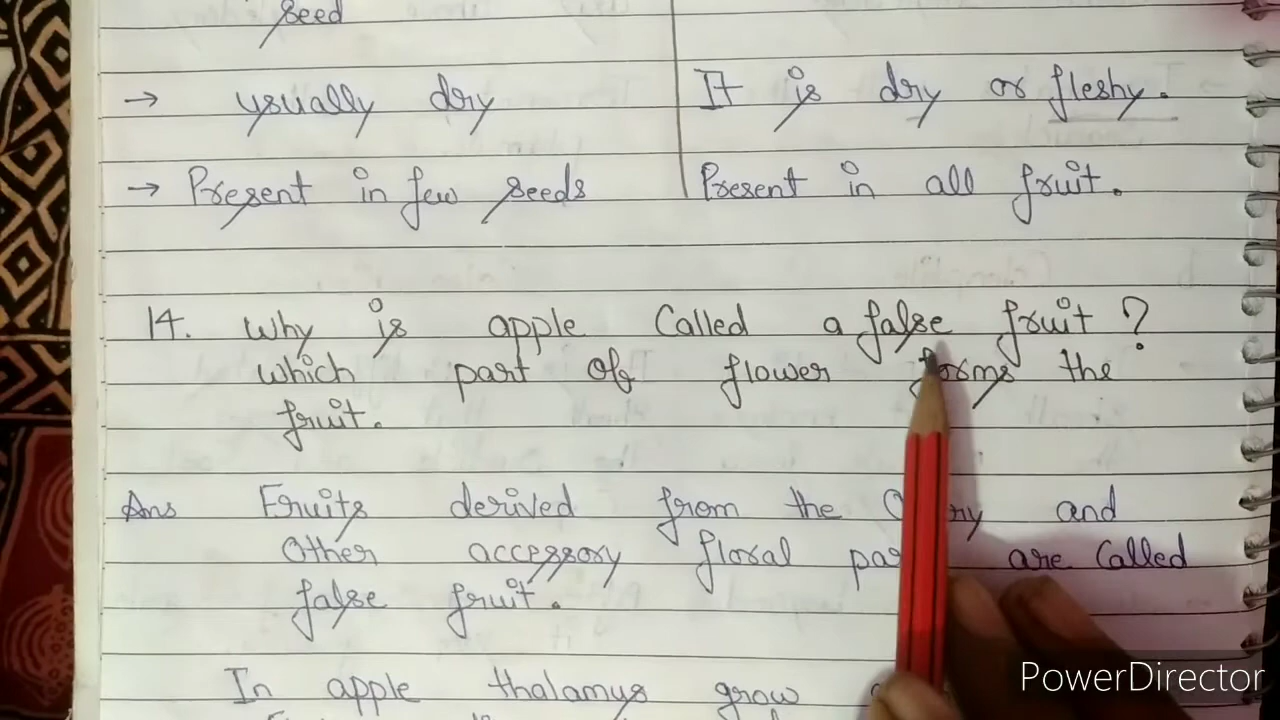 seed
→ usually dry It is dry or fleshy.
→ Present in few seeds Present in all fruit.
14. Why is apple Called a false fruit?
which part of flower forms the
fruit.
Ans Fruits derived from the and
Other accessory floral are Called
false fruit.
In apple thalamus grow
PowerDirector